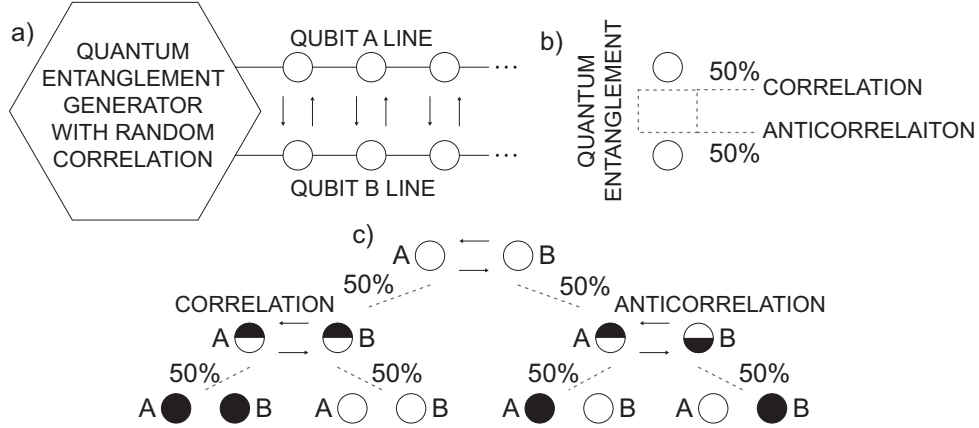 a)
QUANTUM
ENTANGLEMENT
GENERATOR
WITH RANDOM
CORRELATION
QUBIT A LINE
...
...
QUBIT B LINE
b)
QUANTUM
ENTANGLEMENT
50%
CORRELATION
ANTICORRELAITON
50%
c)
A B
50% 50%
CORRELATION ANTICORRELATION
A B A B
50% 50% 50% 50%
A B A B A B A B